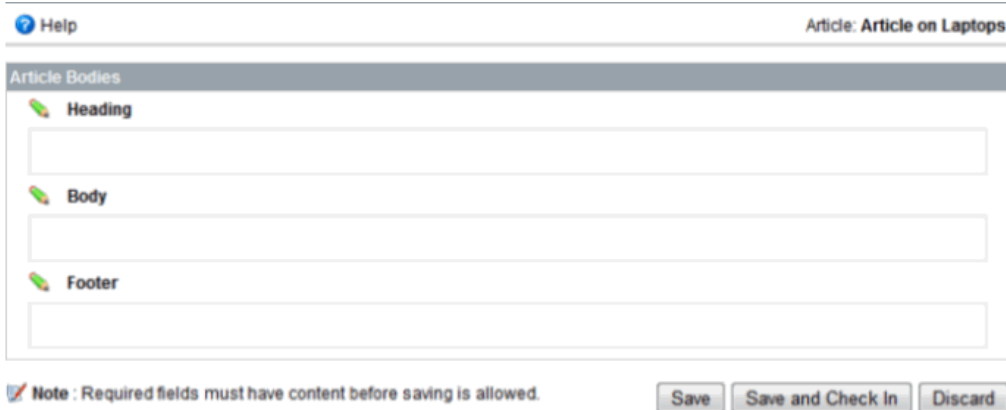 Help
Article: Article on Laptops
Article Bodies
Heading
Body
Footer
Note : Required fields must have content before saving is allowed.
Save
Save and Check In
Discard